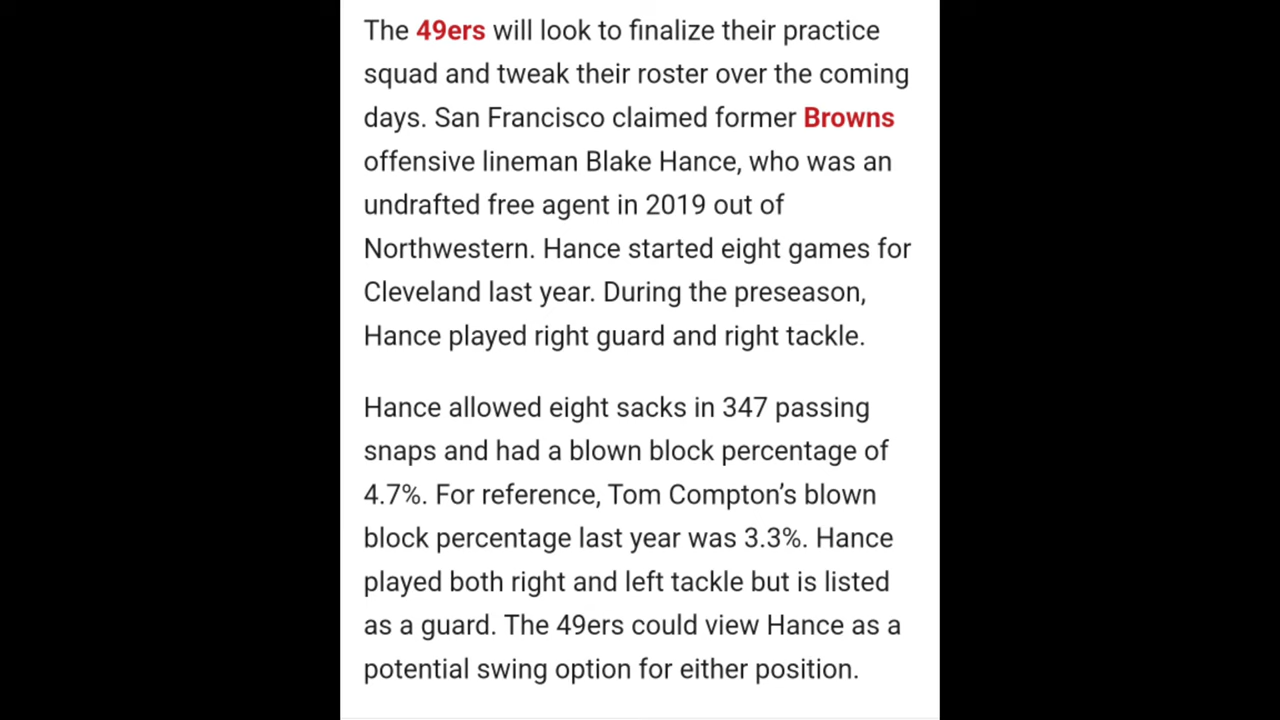 The 49ers will look to finalize their practice
squad and tweak their roster over the coming
days. San Francisco claimed former Browns
offensive lineman Blake Hance, who was an
undrafted free agent in 2019 out of
Northwestern. Hance started eight games for
Cleveland last year. During the preseason,
Hance played right guard and right tackle.
Hance allowed eight sacks in 347 passing
snaps and had a blown block percentage of
4.7%. For reference, Tom Compton’s blown
block percentage last year was 3.3%. Hance
played both right and left tackle but is listed
as a guard. The 49ers could view Hance as a
potential swing option for either position.